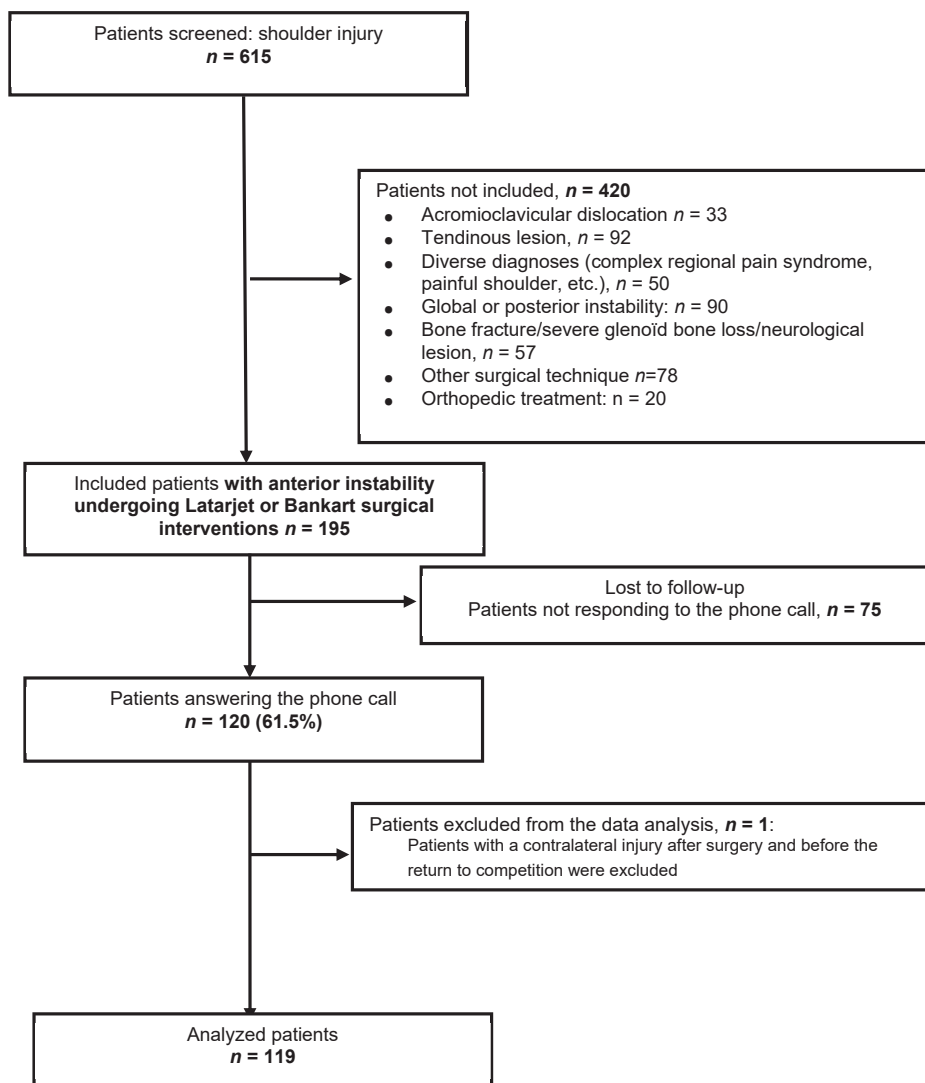 Patients screened: shoulder injury
n = 615
Patients not included, n = 420
• Acromioclavicular dislocation n = 33
• Tendinous lesion, n = 92
• Diverse diagnoses (complex regional pain syndrome,
painful shoulder, etc.), n = 50
• Global or posterior instability: n = 90
• Bone fracture/severe glenoïd bone loss/neurological
lesion, n = 57
• Other surgical technique n=78
• Orthopedic treatment: n = 20
Included patients with anterior instability
undergoing Latarjet or Bankart surgical
interventions n = 195
Lost to follow-up
Patients not responding to the phone call, n = 75
Patients answering the phone call
n = 120 (61.5%)
Patients excluded from the data analysis, n = 1:
Patients with a contralateral injury after surgery and before the
return to competition were excluded
Analyzed patients
n = 119